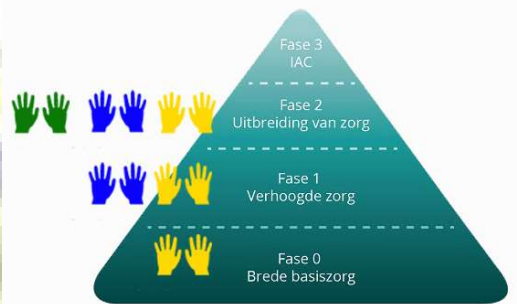 Fase 3
IAC
Fase 2
Uitbreiding van zorg
Fase 1
Verhoogde zorg
Fase 0
Brede basiszorg